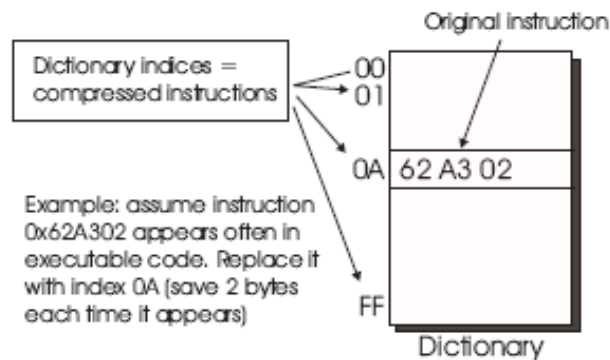 Original instruction
Dictionary indices =
compressed instructions
00
01
0A
62 A3 02
Example: assume instruction
0x62A302 appears often in
executable code. Replace it
with index 0A (save 2 bytes
each time it appears)
FF
Dictionary